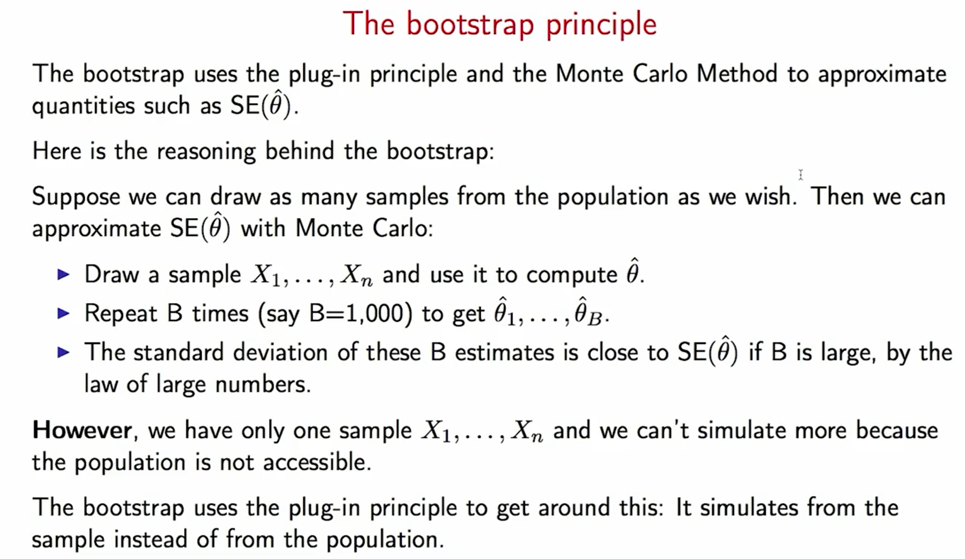 The bootstrap principle
The bootstrap uses the plug-in principle and the Monte Carlo Method to approximate
quantities such as SE(θ̂).
Here is the reasoning behind the bootstrap:
Suppose we can draw as many samples from the population as we wish. Then we can
approximate SE(θ̂) with Monte Carlo:
▶ Draw a sample X₁, . . . , Xₙ and use it to compute θ̂.
▶ Repeat B times (say B=1,000) to get θ̂₁, . . . , θ̂_B.
▶ The standard deviation of these B estimates is close to SE(θ̂) if B is large, by the
law of large numbers.
However, we have only one sample X₁, . . . , Xₙ and we can't simulate more because
the population is not accessible.
The bootstrap uses the plug-in principle to get around this: It simulates from the
sample instead of from the population.